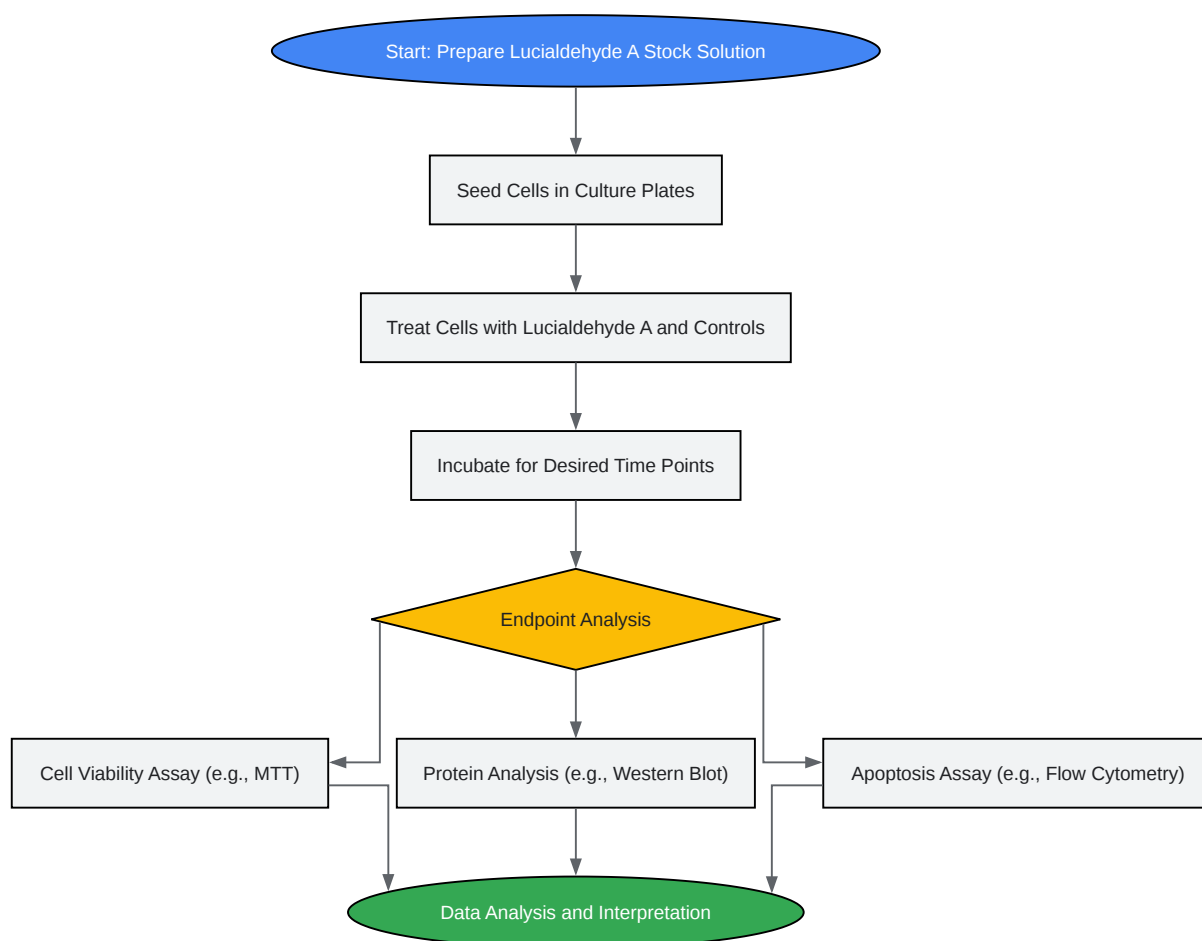 Start: Prepare Lucialdehyde A Stock Solution
Seed Cells in Culture Plates
Treat Cells with Lucialdehyde A and Controls
Incubate for Desired Time Points
Endpoint Analysis
Cell Viability Assay (e.g., MTT)
Protein Analysis (e.g., Western Blot)
Apoptosis Assay (e.g., Flow Cytometry)
Data Analysis and Interpretation